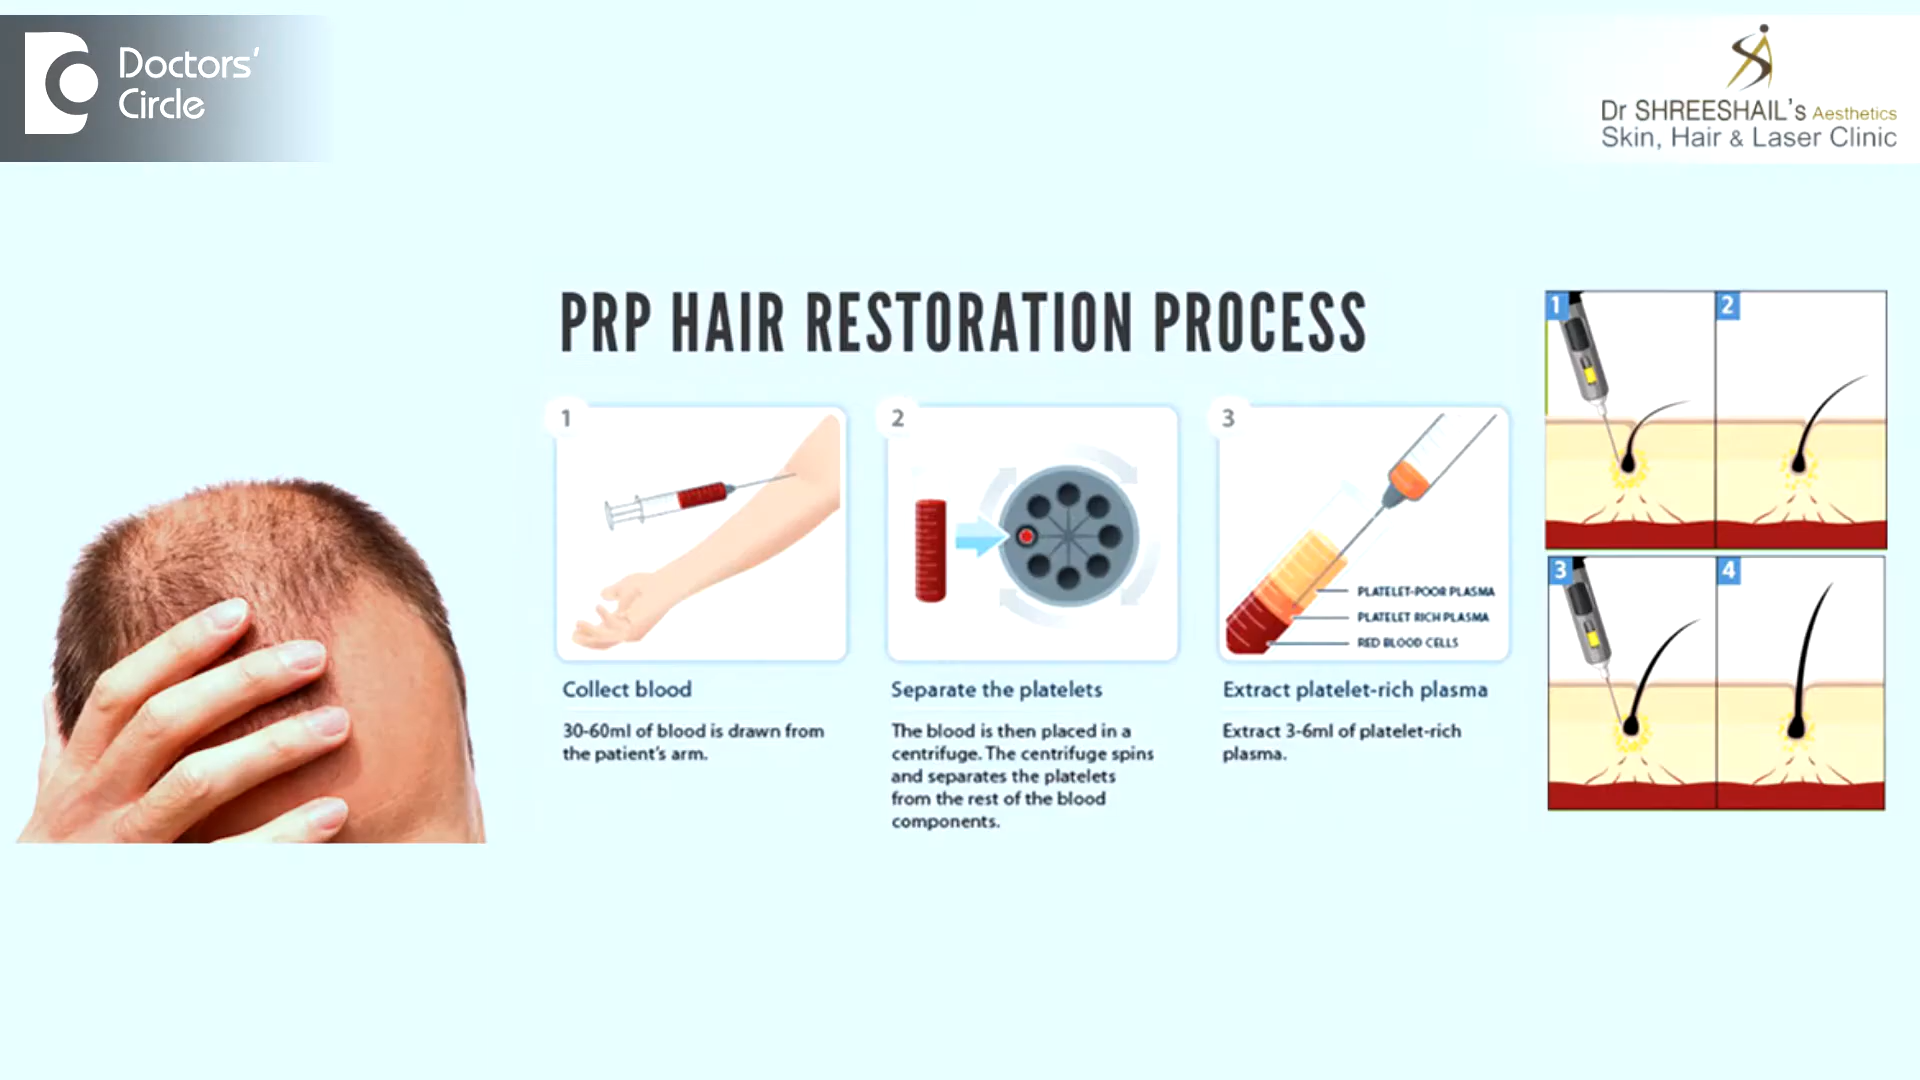 Doctors'
Circle
Dr SHREESHAIL's Aesthetics
Skin, Hair & Laser Clinic
PRP HAIR RESTORATION PROCESS
1
Collect blood
30-60ml of blood is drawn from
the patient's arm.
2
Separate the platelets
The blood is then placed in a
centrifuge. The centrifuge spins
and separates the platelets
from the rest of the blood
components.
3
PLATELET-POOR PLASMA
PLATELET RICH PLASMA
RED BLOOD CELLS
Extract platelet-rich plasma
Extract 3-6ml of platelet-rich
plasma.
1
2
3
4